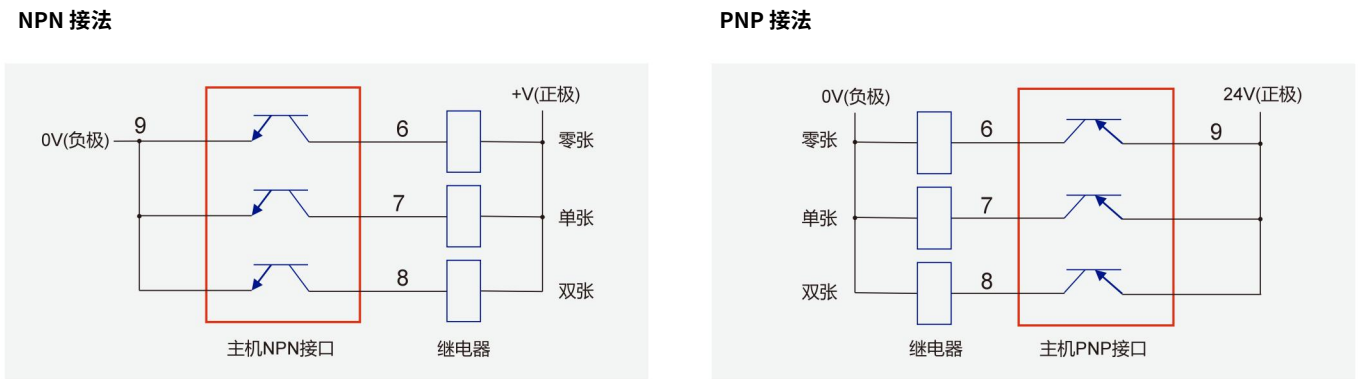 NPN 接法
+V(正极)
9
0V(负极)
6
零张
7
单张
8
双张
主机NPN接口
继电器
PNP 接法
0V(负极)
24V(正极)
零张
6
9
单张
7
双张
8
继电器
主机PNP接口